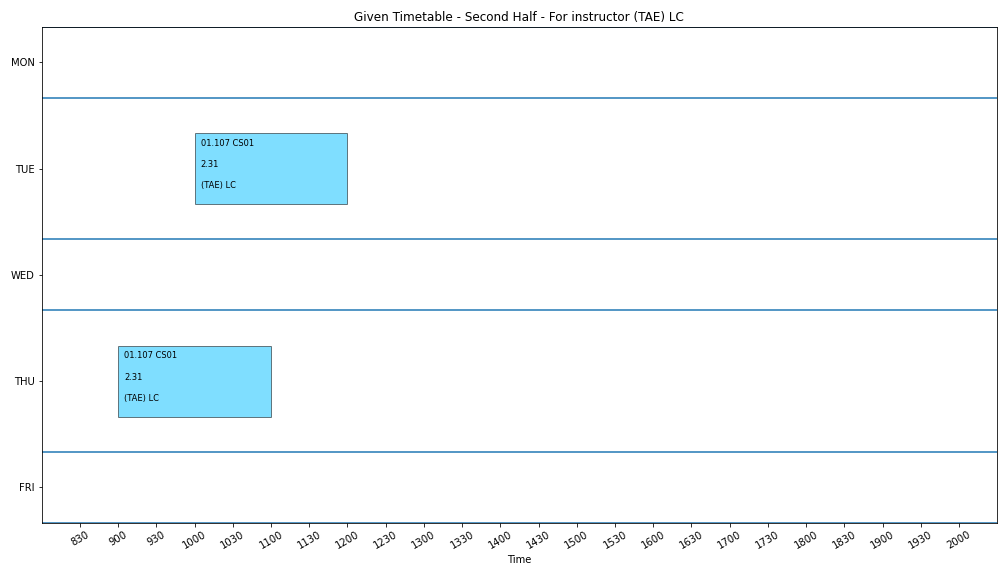 Given Timetable - Second Half - For instructor (TAE) LC
MON
TUE
01.107 CS01
2.31
(TAE) LC
WED
THU
01.107 CS01
2.31
(TAE) LC
FRI
830 900 930 1000 1030 1100 1130 1200 1230 1300 1330 1400 1430 1500 1530 1600 1630 1700 1730 1800 1830 1900 1930 2000
Time